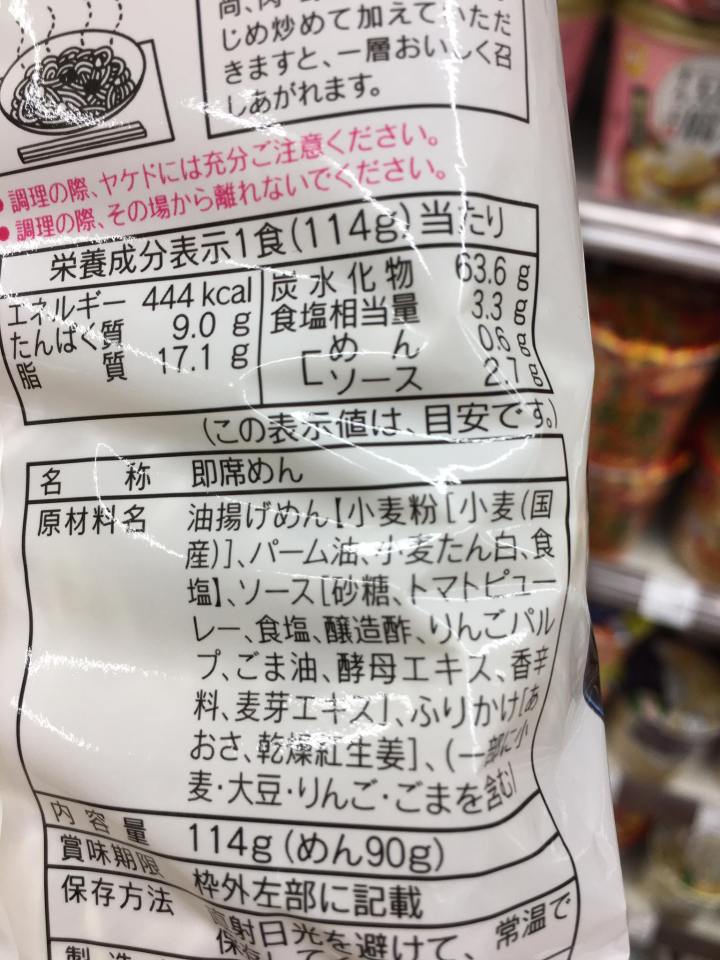 じめ炒めて加えていただ
きますと、一層おいしく召
しあがれます。
●調理の際、ヤケドには充分ご注意ください。
●調理の際、その場から離れないでください。
栄養成分表示1食(114g)当たり
エネルギー 444kcal
たんぱく質 9.0 g
脂質 17.1 g
炭水化物 63.6 g
食塩相当量 3.3 g
めん 0.6 g
ソース 2.7 g
(この表示値は、目安です。)
名称 即席めん
原材料名 油揚げめん【小麦粉[小麦(国
産)]、パーム油、小麦たん白、食
塩】、ソース[砂糖、トマトピュー
レー、食塩、醸造酢、りんごパル
プ、ごま油、酵母エキス、香辛
料、麦芽エキス]、ふりかけ[あ
おさ、乾燥紅生姜]、(一部に小
麦・大豆・りんご・ごまを含む)
内容量 114g(めん90g)
賞味期限 枠外左部に記載
保存方法 直射日光を避けて、常温で